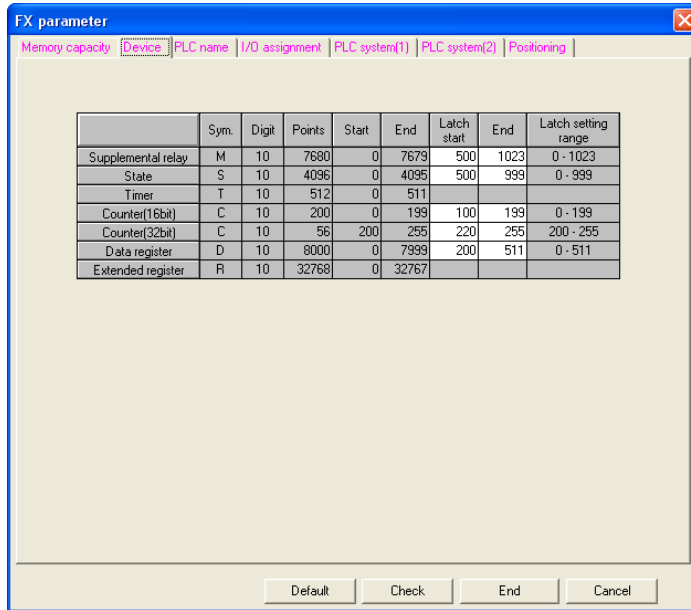 FX parameter
Memory capacity Device PLC name I/O assignment PLC system(1) PLC system(2) Positioning
Sym. Digit Points Start End Latch start End Latch setting range
Supplemental relay M 10 7680 0 7679 500 1023 0 - 1023
State S 10 4096 0 4095 500 999 0 - 999
Timer T 10 512 0 511
Counter(16bit) C 10 200 0 199 100 199 0 - 199
Counter(32bit) C 10 56 200 255 220 255 200 - 255
Data register D 10 8000 0 7999 200 511 0 - 511
Extended register R 10 32768 0 32767
Default Check End Cancel